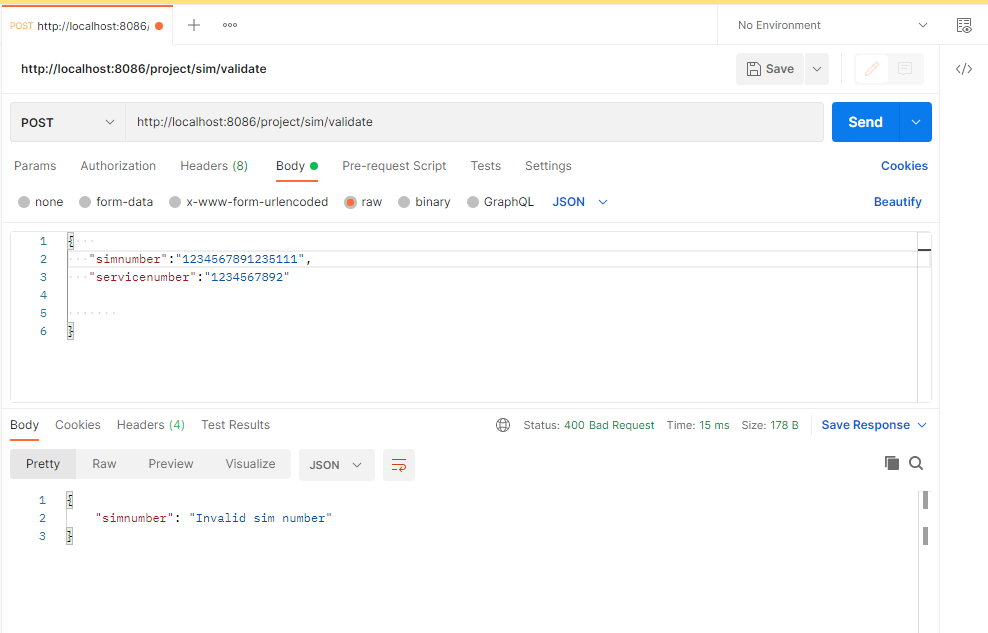 POST http://localhost:8086/ + ooo No Environment
http://localhost:8086/project/sim/validate Save </>
POST http://localhost:8086/project/sim/validate Send
Params Authorization Headers (8) Body Pre-request Script Tests Settings Cookies
none form-data x-www-form-urlencoded raw binary GraphQL JSON Beautify
1 {
2 "simnumber":"1234567891235111",
3 "servicenumber":"1234567892"
4
5
6 }
Body Cookies Headers (4) Test Results Status: 400 Bad Request Time: 15 ms Size: 178 B Save Response
Pretty Raw Preview Visualize JSON
1 {
2 "simnumber": "Invalid sim number"
3 }